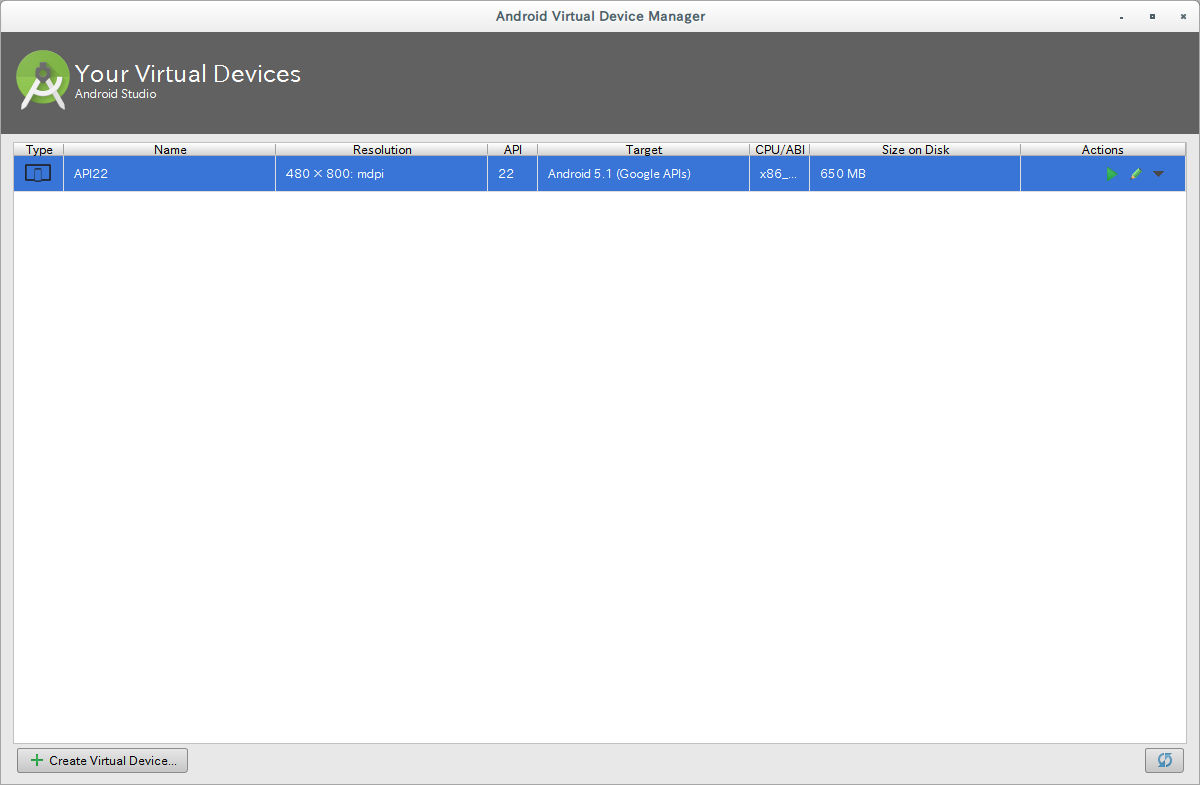 Android Virtual Device Manager
Your Virtual Devices
Android Studio
Type Name Resolution API Target CPU/ABI Size on Disk Actions
API22 480 × 800: mdpi 22 Android 5.1 (Google APIs) x86_... 650 MB
Create Virtual Device...